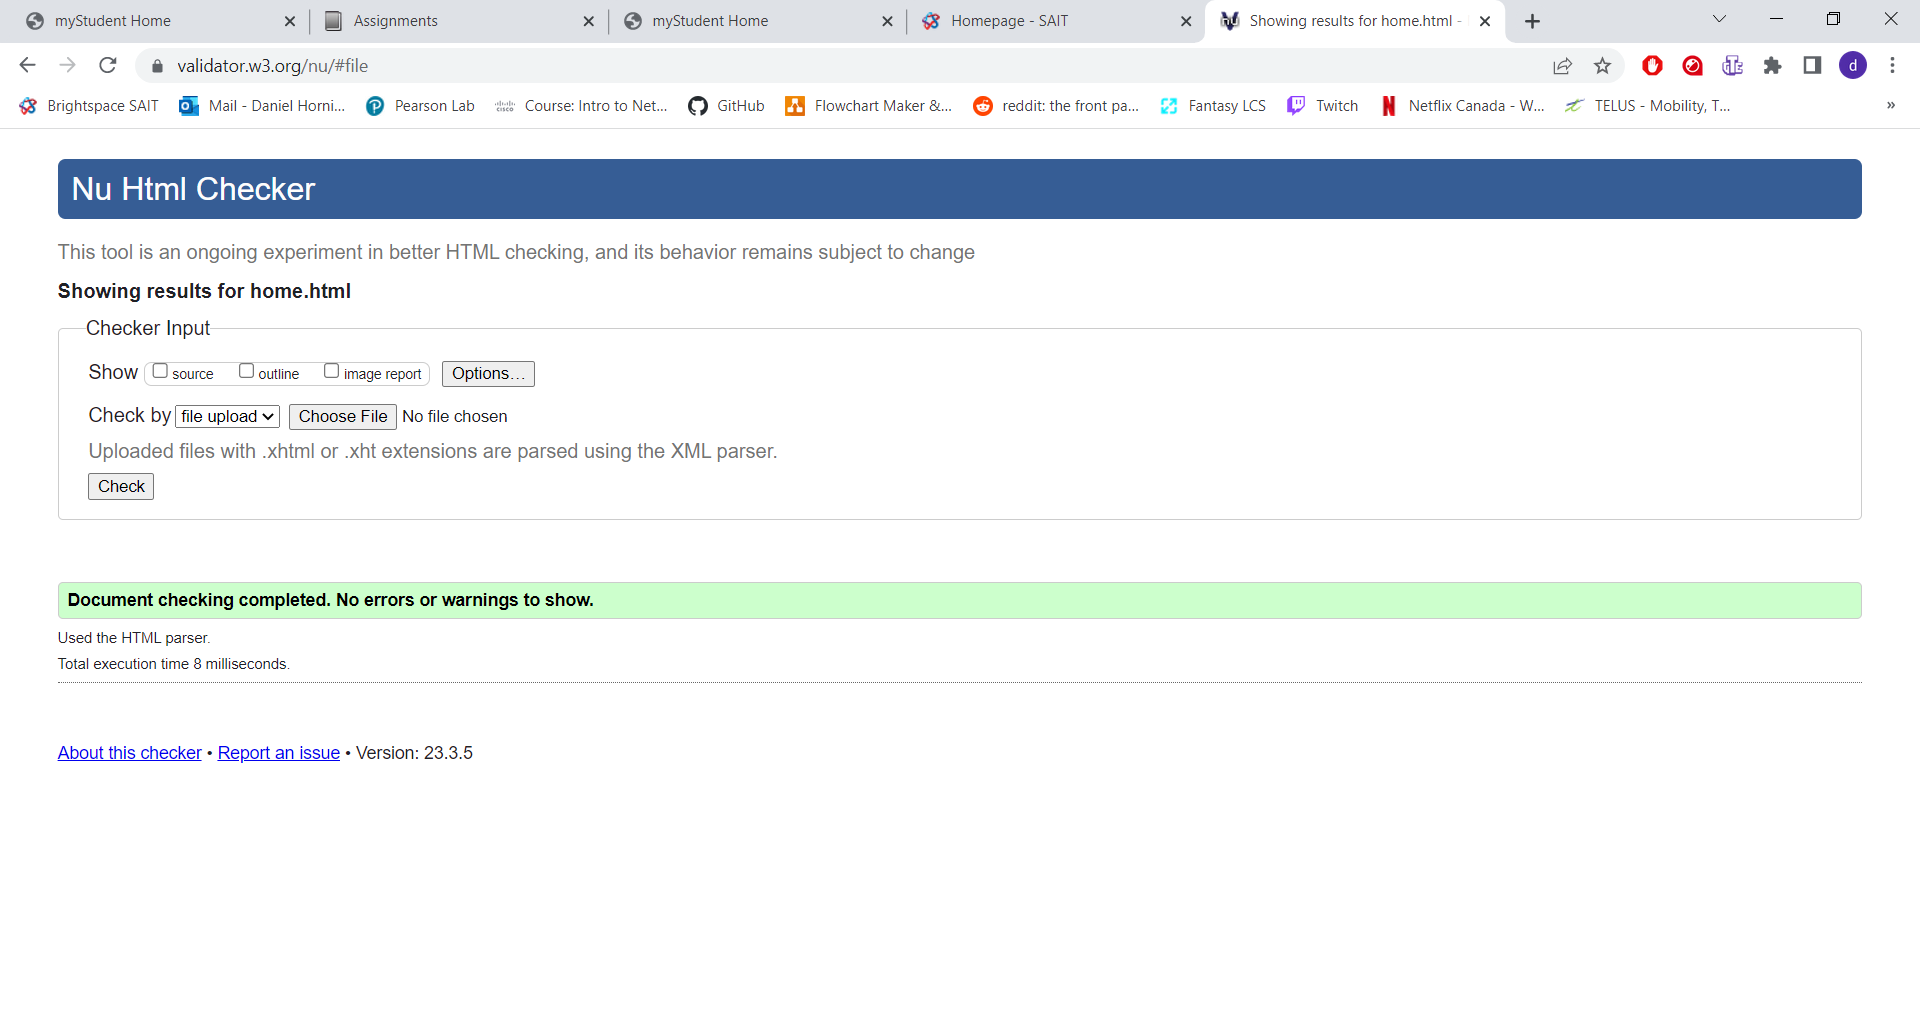 myStudent Home
Assignments
myStudent Home
Homepage - SAIT
Showing results for home.html -
validator.w3.org/nu/#file
d
Brightspace SAIT
Mail - Daniel Horni...
Pearson Lab
Course: Intro to Net...
GitHub
Flowchart Maker &...
reddit: the front pa...
Fantasy LCS
Twitch
Netflix Canada - W...
TELUS - Mobility, T...
»
Nu Html Checker
This tool is an ongoing experiment in better HTML checking, and its behavior remains subject to change
Showing results for home.html
Checker Input
Show source outline image report Options...
Check by file upload Choose File No file chosen
Uploaded files with .xhtml or .xht extensions are parsed using the XML parser.
Check
Document checking completed. No errors or warnings to show.
Used the HTML parser.
Total execution time 8 milliseconds.
About this checker • Report an issue • Version: 23.3.5